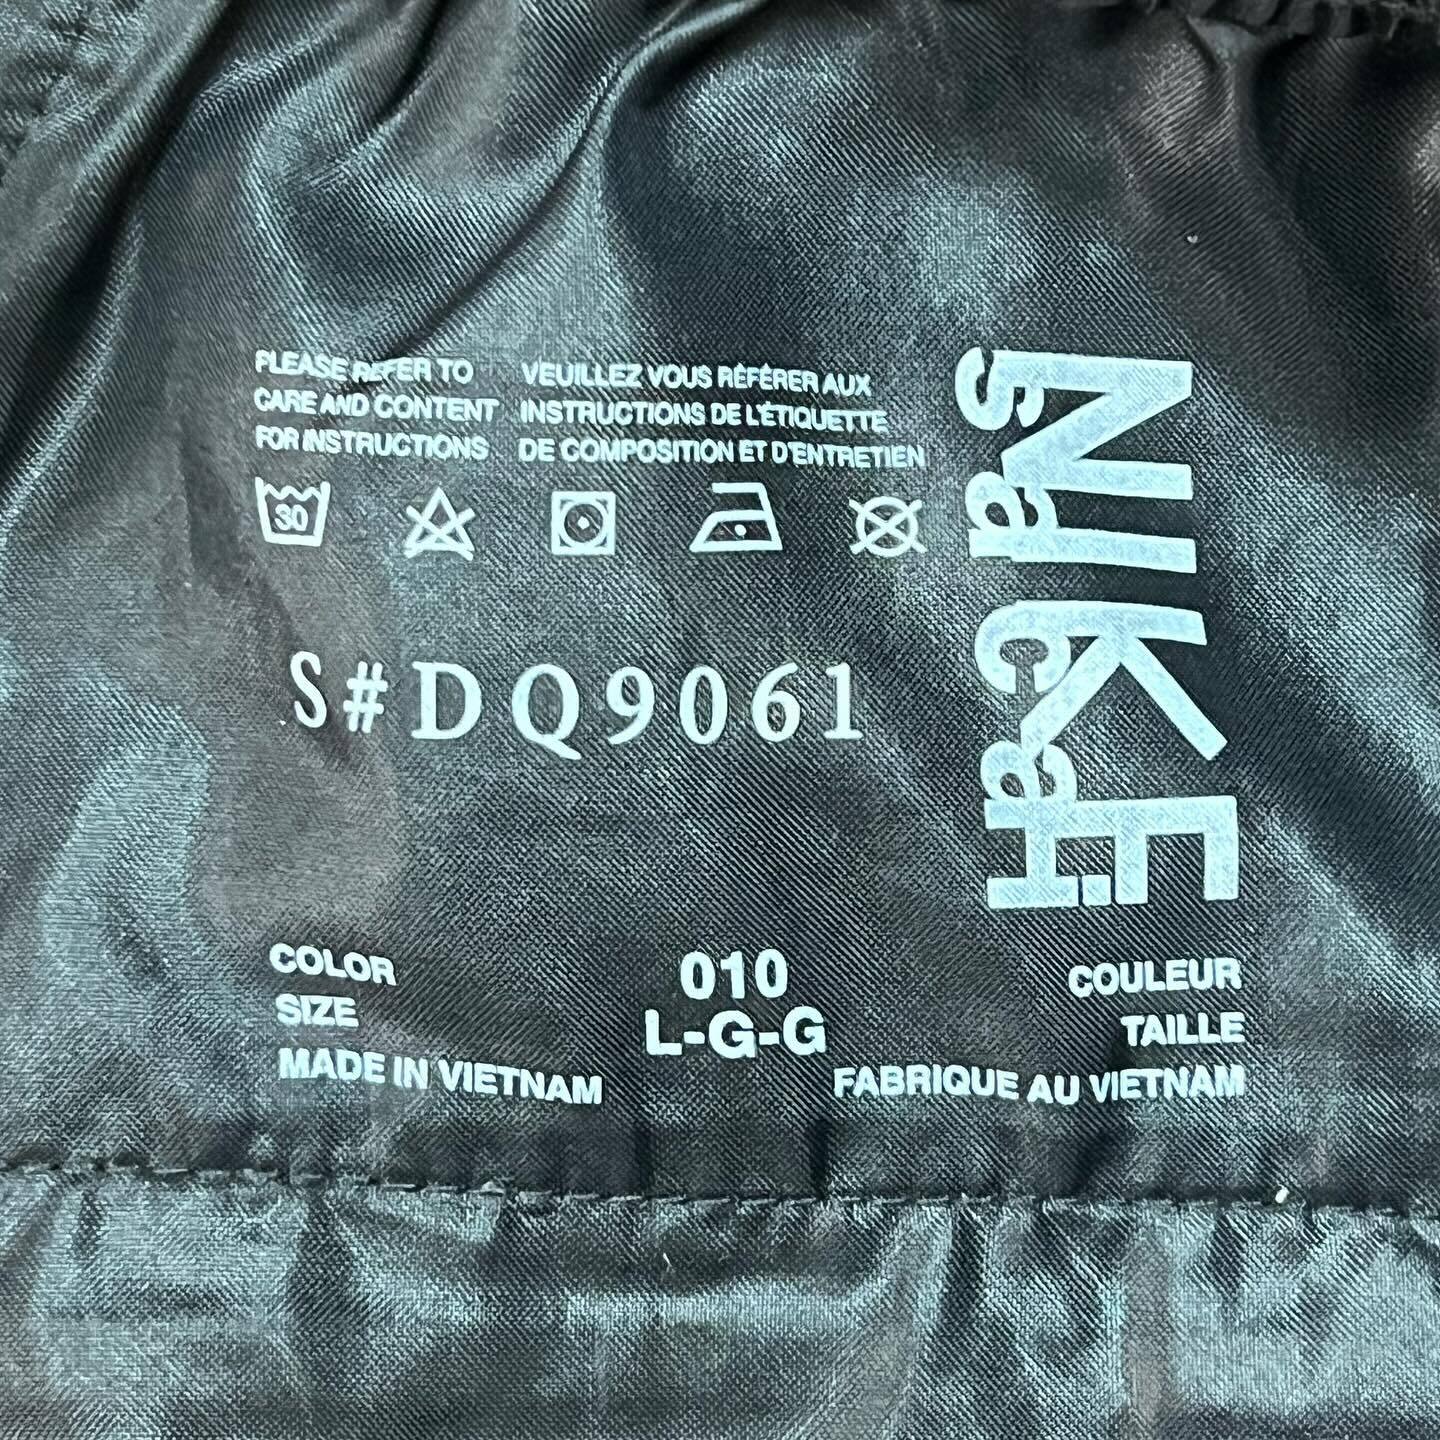 PLEASE REFER TO
CARE AND CONTENT
FOR INSTRUCTIONS
VEUILLEZ VOUS RÉFÉRER AUX
INSTRUCTIONS DE L'ÉTIQUETTE
DE COMPOSITION ET D'ENTRETIEN
30
NIKE
sacai
S#DQ9061
COLOR 010 COULEUR
SIZE L-G-G TAILLE
MADE IN VIETNAM FABRIQUE AU VIETNAM